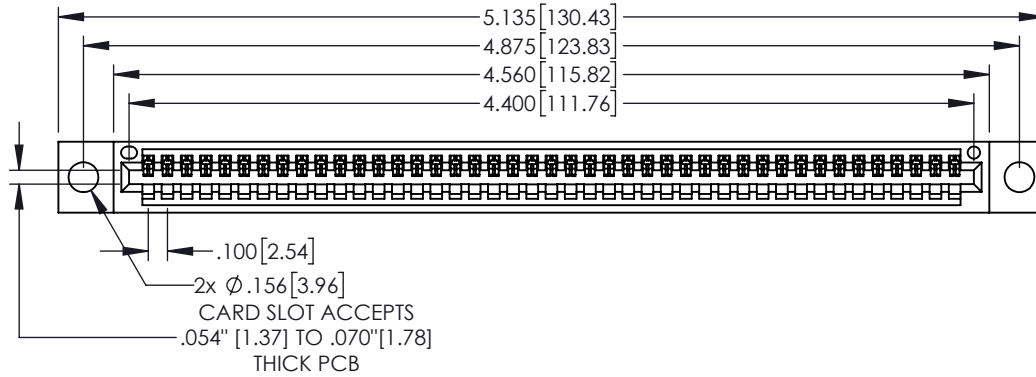 5.135[130.43]
4.875[123.83]
4.560[115.82]
4.400[111.76]
.100[2.54]
2x Ø.156[3.96]
CARD SLOT ACCEPTS
.054" [1.37] TO .070"[1.78]
THICK PCB